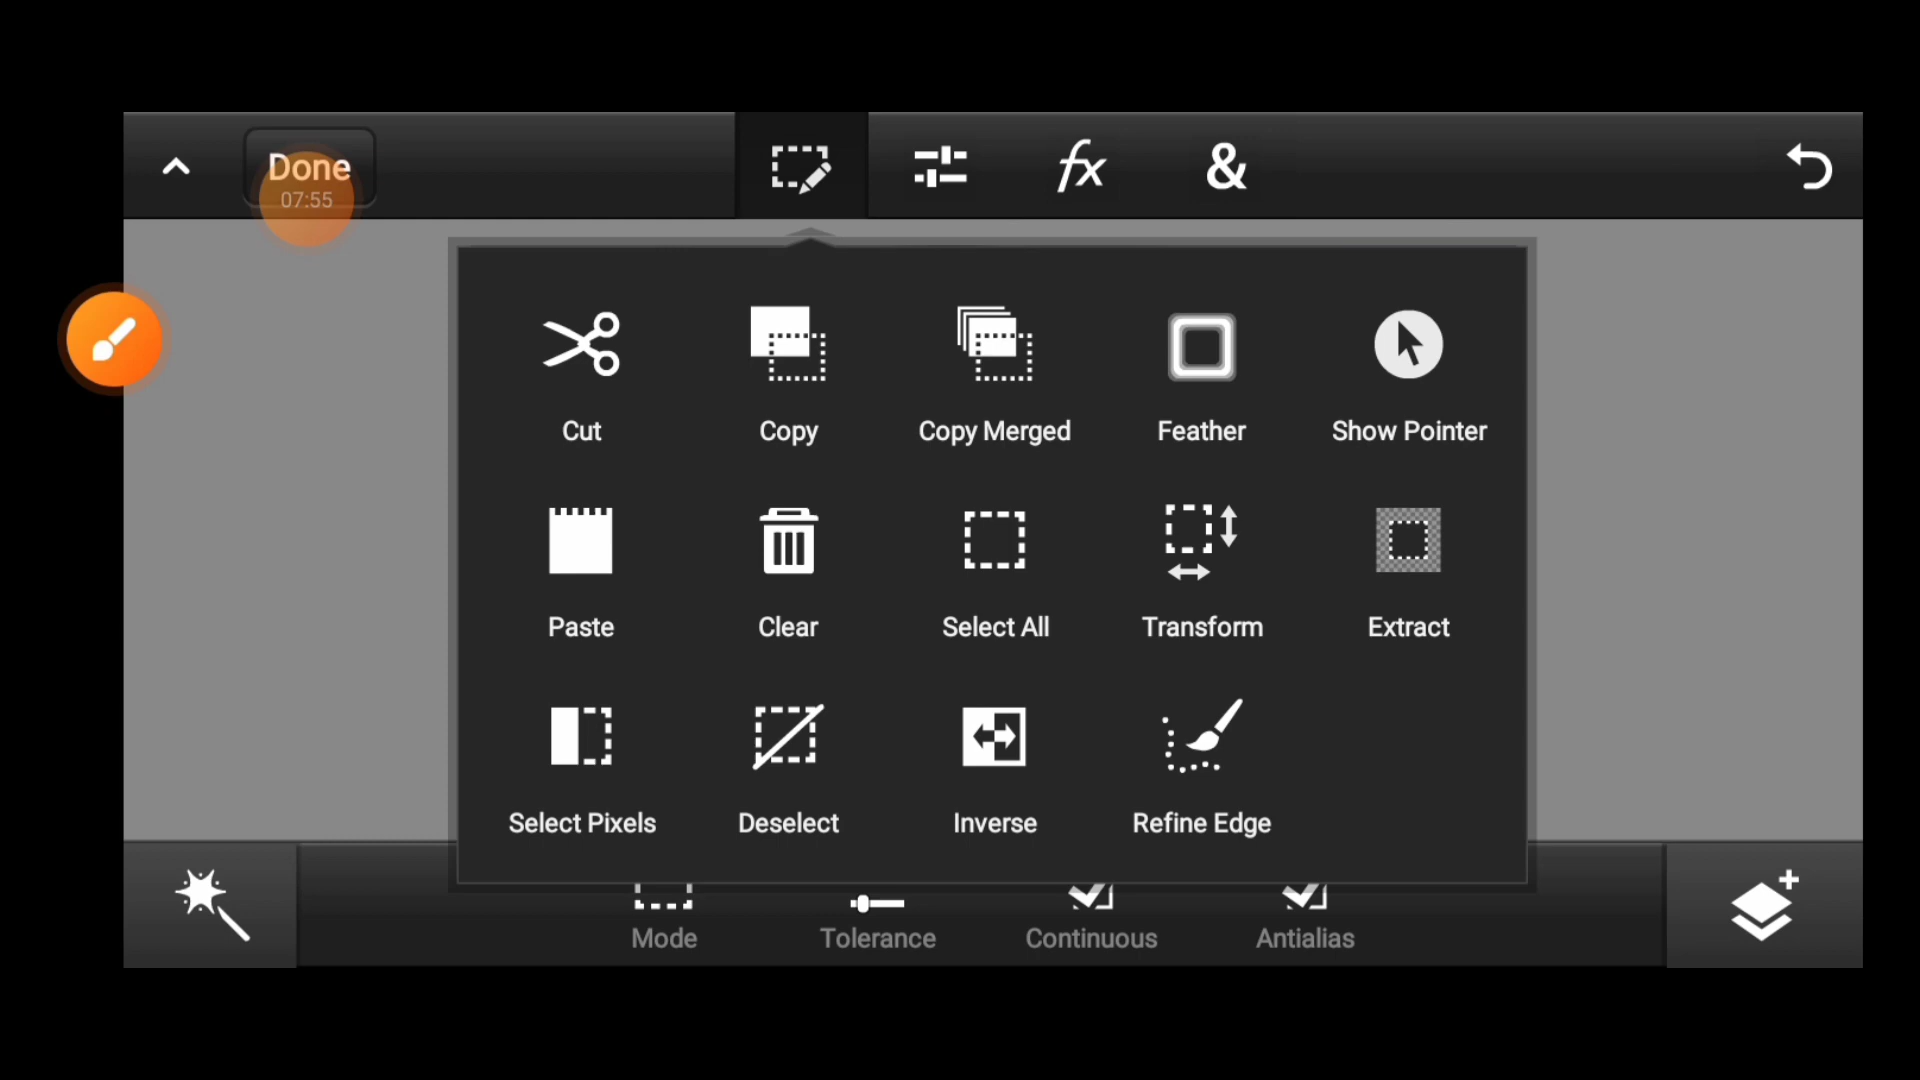 Done
07:55
fx
&
Cut
Copy
Copy Merged
Feather
Show Pointer
Paste
Clear
Select All
Transform
Extract
Select Pixels
Deselect
Inverse
Refine Edge
Mode
Tolerance
Continuous
Antialias